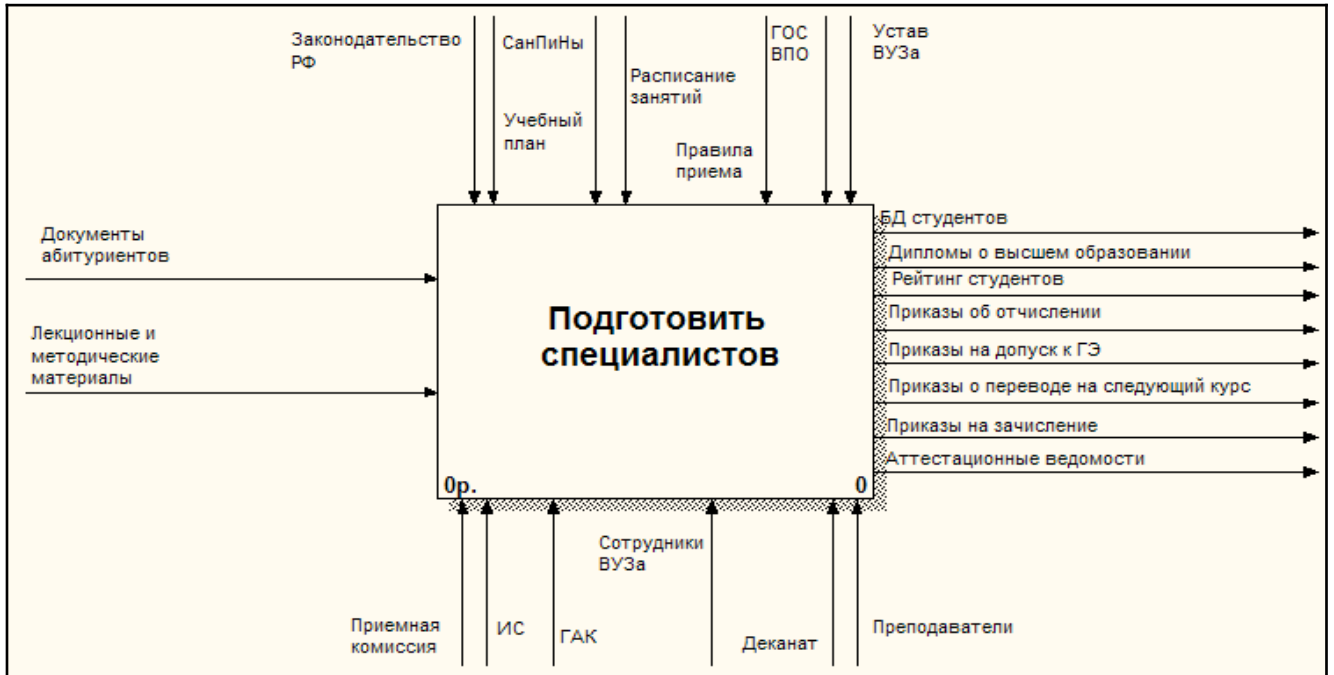 Законодательство
РФ
СанПиНы
Учебный
план
Расписание
занятий
Правила
приема
ГОС
ВПО
Устав
ВУЗа
Документы
абитуриентов
Лекционные и
методические
материалы
Подготовить
специалистов
0р.
0
БД студентов
Дипломы о высшем образовании
Рейтинг студентов
Приказы об отчислении
Приказы на допуск к ГЭ
Приказы о переводе на следующий курс
Приказы на зачисление
Аттестационные ведомости
Приемная
комиссия
ИС
ГАК
Сотрудники
ВУЗа
Деканат
Преподаватели